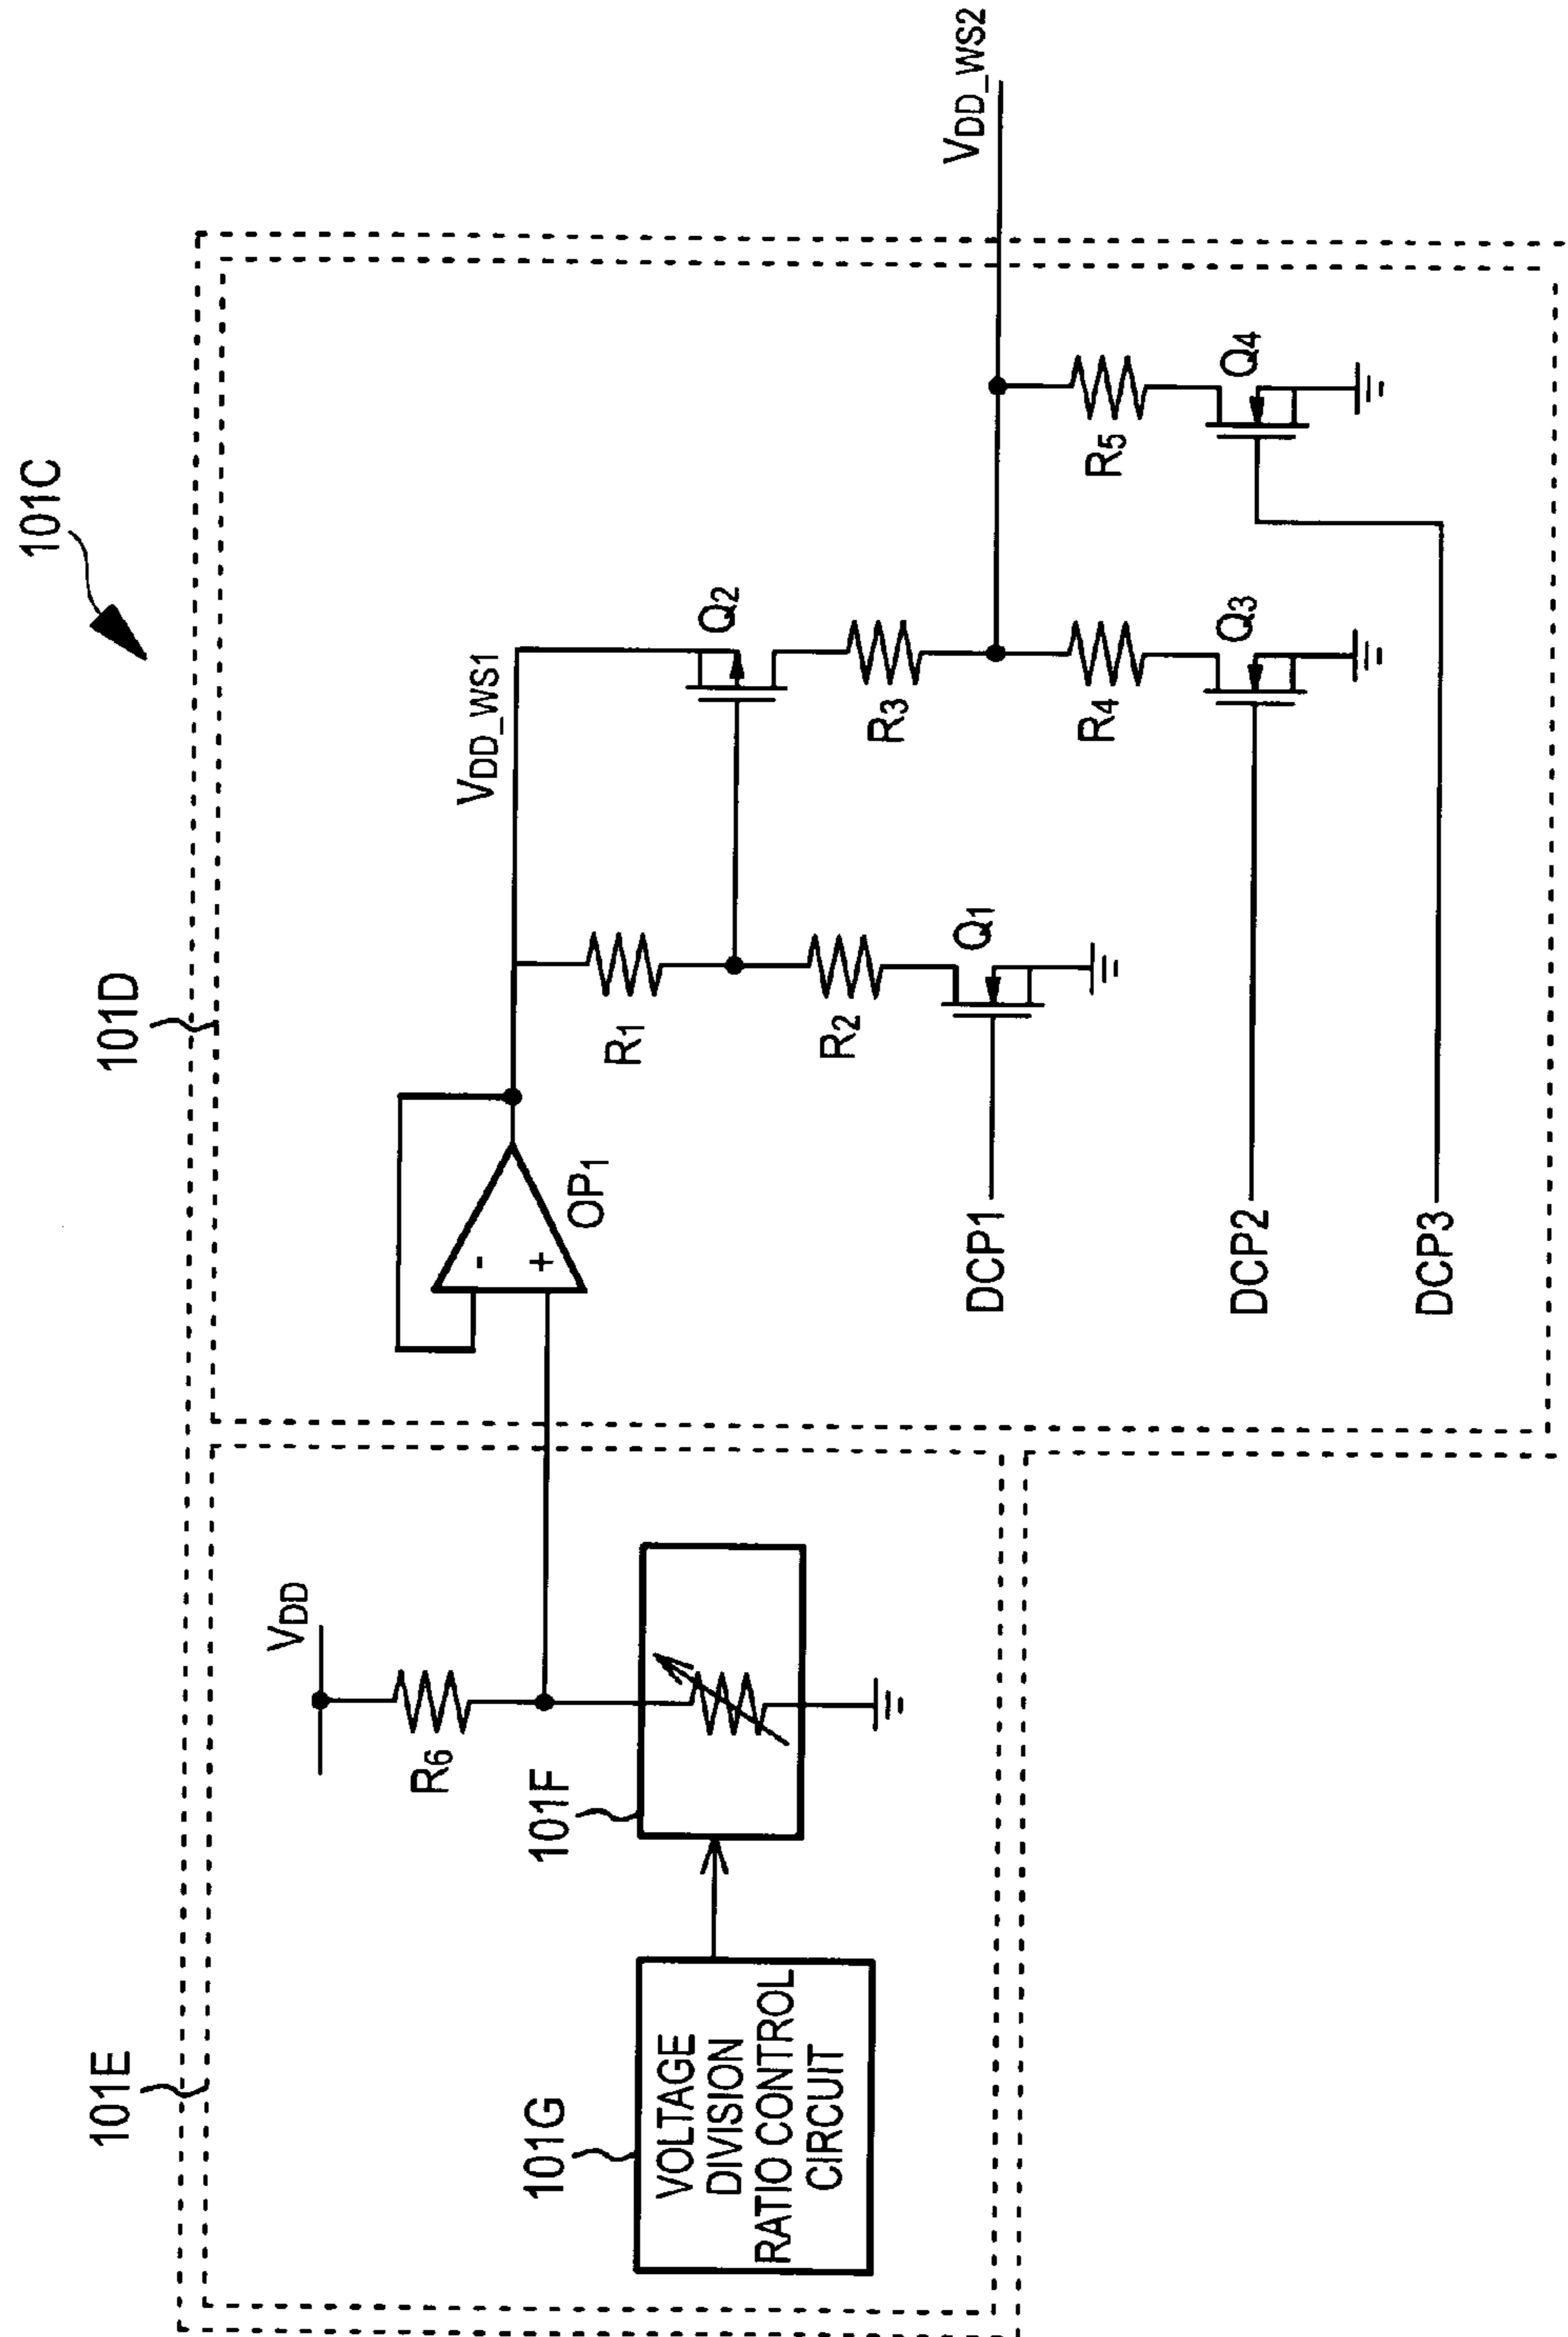 101C
101D
101E
VDD
R6
101F
101G
VOLTAGE
DIVISION
RATIO CONTROL
CIRCUIT
-
+
OP1
VDD_WS1
R1
R2
Q1
Q2
R3
R4
Q3
R5
Q4
VDD_WS2
DCP1
DCP2
DCP3